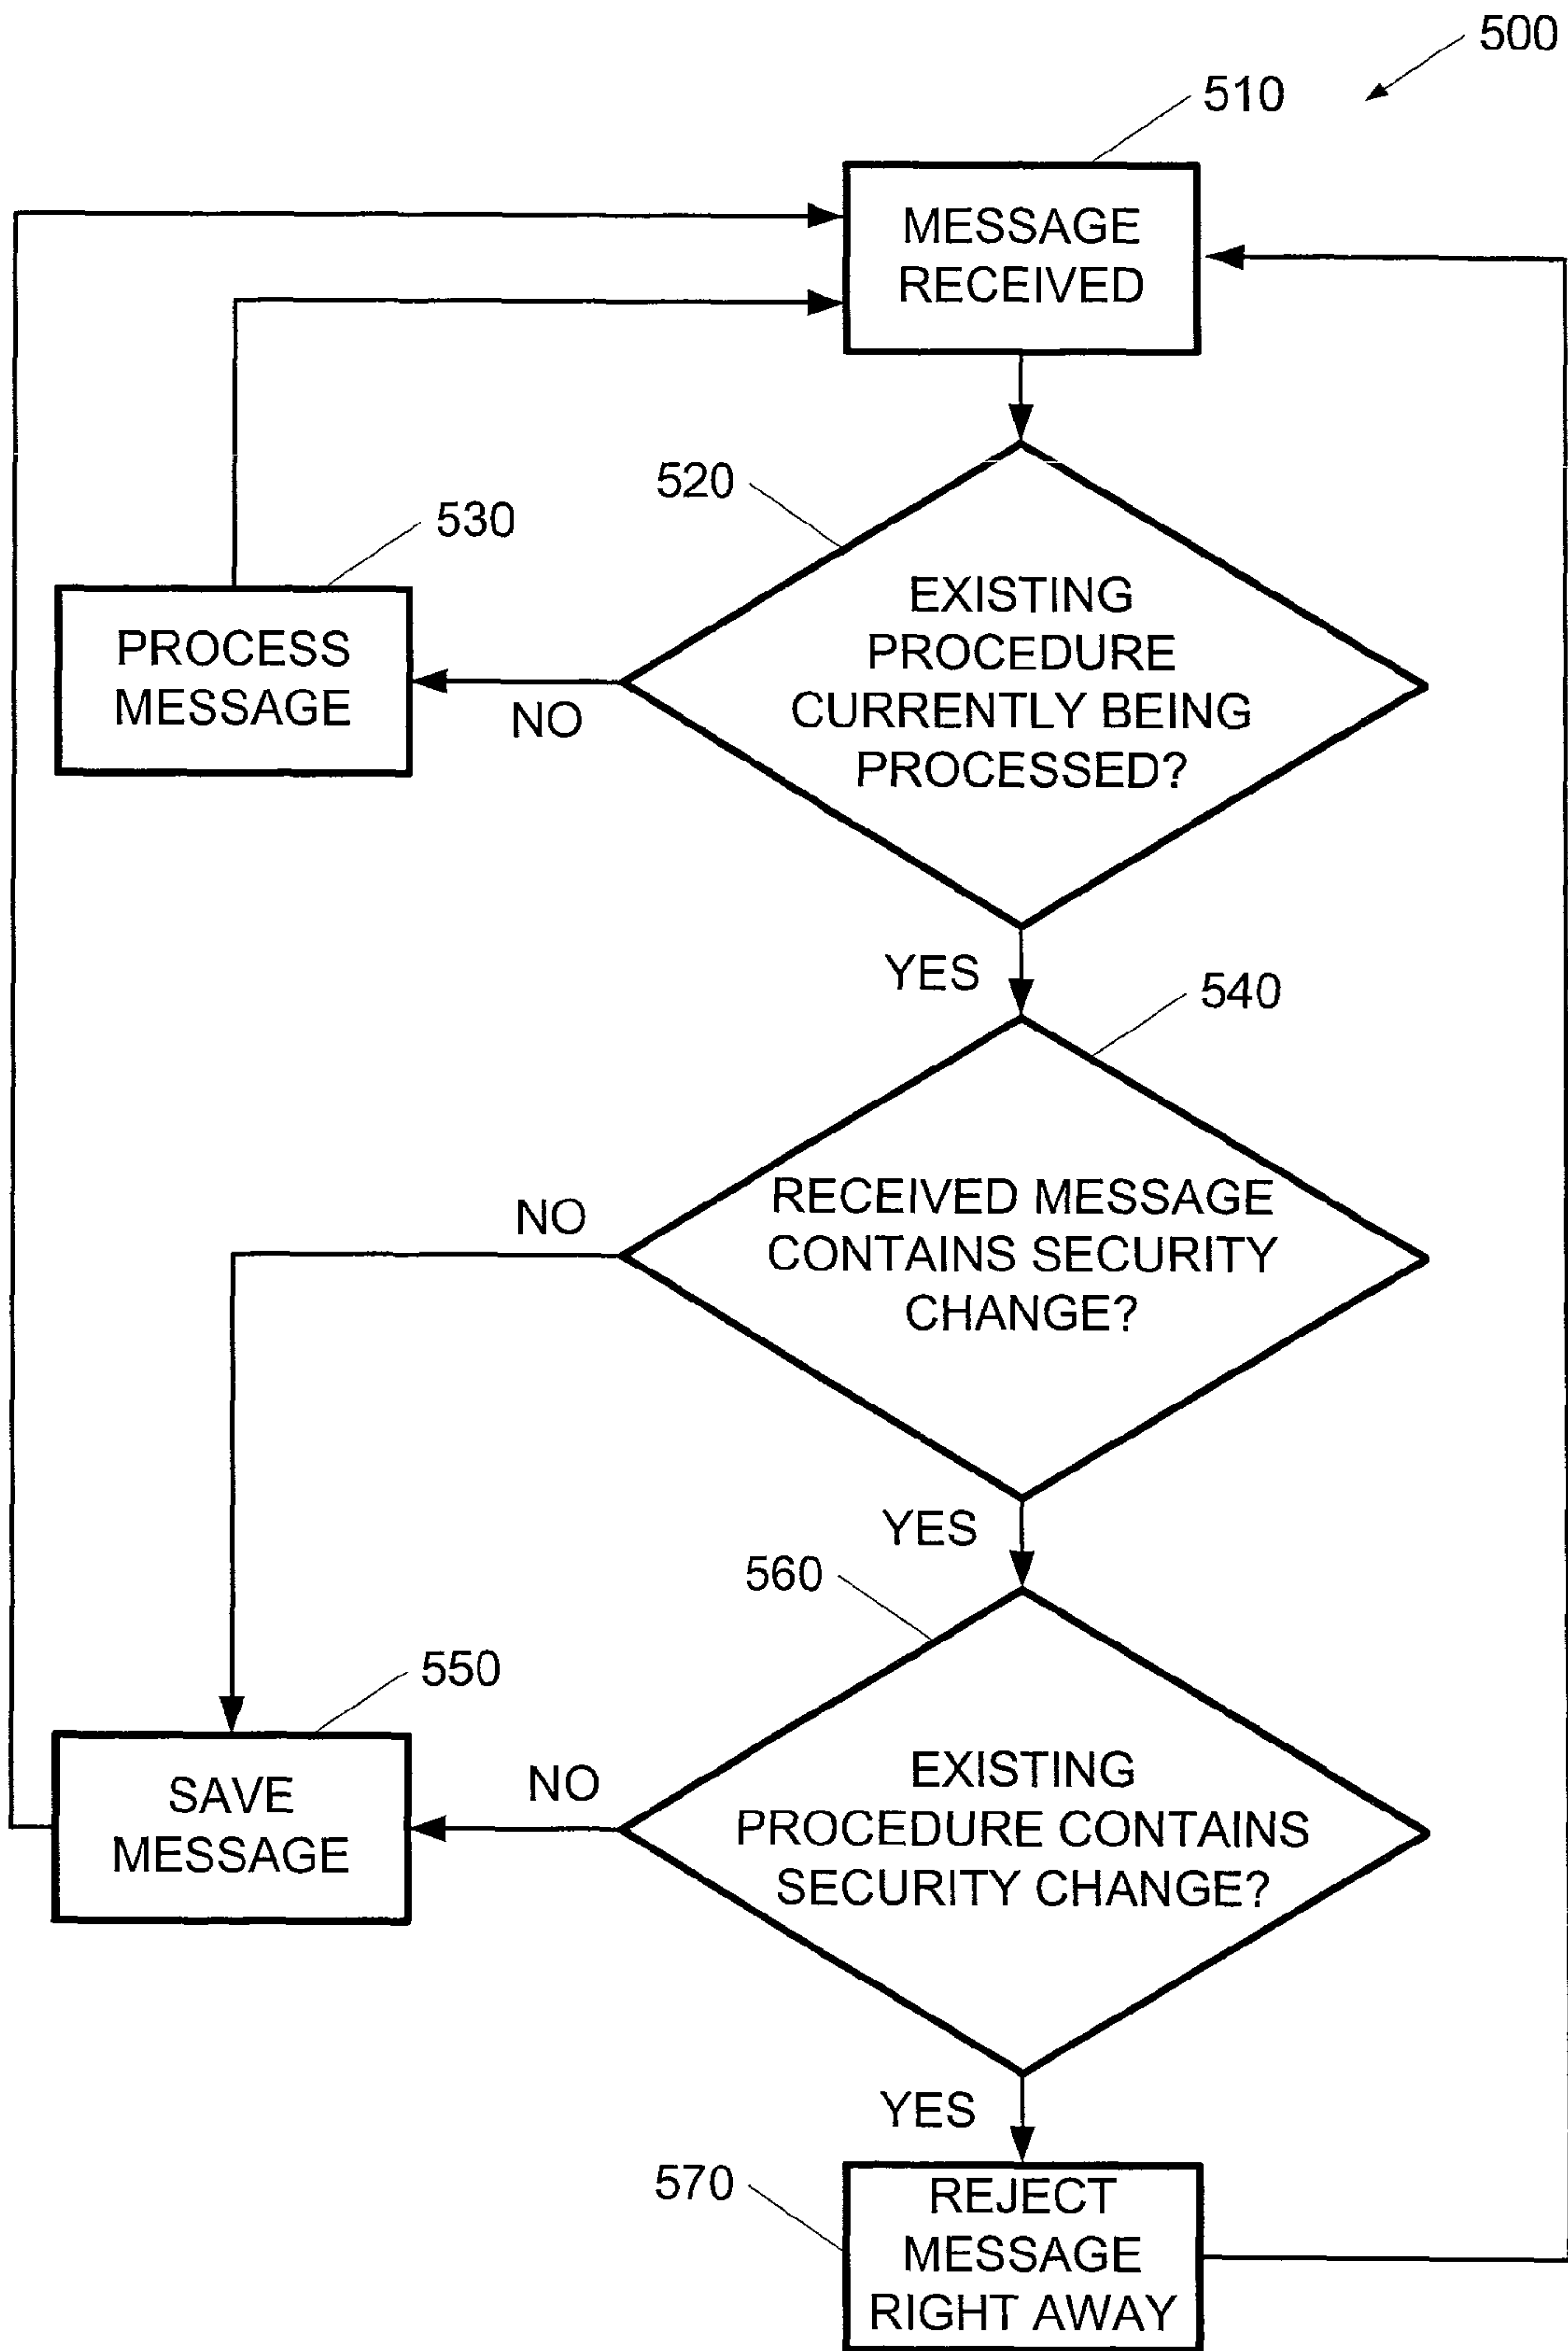 500
510
MESSAGE
RECEIVED
520
530
EXISTING
PROCEDURE
CURRENTLY BEING
PROCESSED?
PROCESS
MESSAGE
NO
YES
540
RECEIVED MESSAGE
CONTAINS SECURITY
CHANGE?
NO
YES
560
550
EXISTING
PROCEDURE CONTAINS
SECURITY CHANGE?
SAVE
MESSAGE
NO
YES
570
REJECT
MESSAGE
RIGHT AWAY